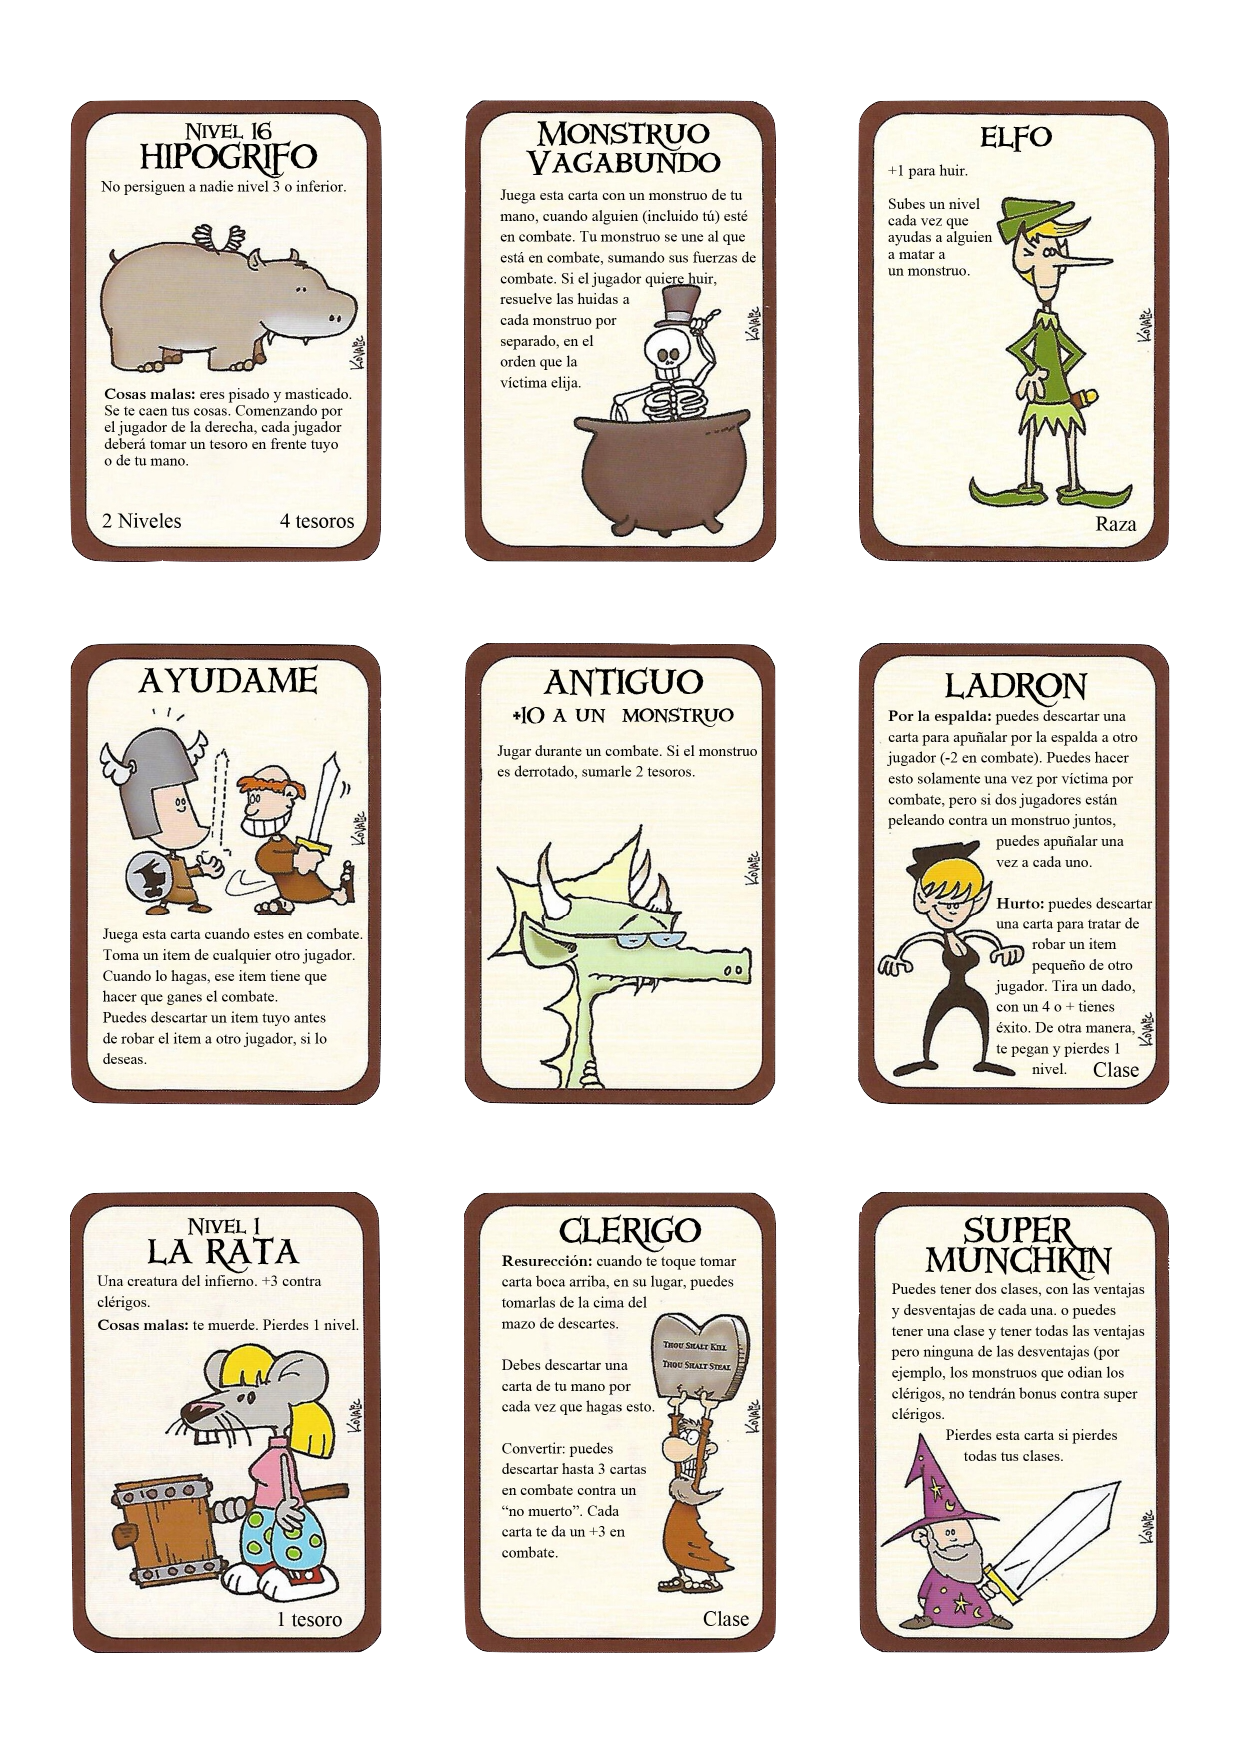 NIVEL 16
HIPOGRIFO
No persiguen a nadie nivel 3 o inferior.
KOVALIC
Cosas malas: eres pisado y masticado.
Se te caen tus cosas. Comenzando por
el jugador de la derecha, cada jugador
deberá tomar un tesoro en frente tuyo
o de tu mano.
2 Niveles
4 tesoros
MONSTRUO
VAGABUNDO
Juega esta carta con un monstruo de tu
mano, cuando alguien (incluido tú) esté
en combate. Tu monstruo se une al que
está en combate, sumando sus fuerzas de
combate. Si el jugador quiere huir,
resuelve las huidas a
cada monstruo por
separado, en el
orden que la
víctima elija.
KOVALIC
ELFO
+1 para huir.
Subes un nivel
cada vez que
ayudas a alguien
a matar a
un monstruo.
KOVALIC
Raza
AYUDAME
KOVALIC
Juega esta carta cuando estes en combate.
Toma un item de cualquier otro jugador.
Cuando lo hagas, ese item tiene que
hacer que ganes el combate.
Puedes descartar un item tuyo antes
de robar el item a otro jugador, si lo
deseas.
ANTIGUO
+10 A UN MONSTRUO
Jugar durante un combate. Si el monstruo
es derrotado, sumarle 2 tesoros.
KOVALIC
LADRON
Por la espalda: puedes descartar una
carta para apuñalar por la espalda a otro
jugador (-2 en combate). Puedes hacer
esto solamente una vez por víctima por
combate, pero si dos jugadores están
peleando contra un monstruo juntos,
puedes apuñalar una
vez a cada uno.
Hurto: puedes descartar
una carta para tratar de
robar un item
pequeño de otro
jugador. Tira un dado,
con un 4 o + tienes
éxito. De otra manera,
te pegan y pierdes 1
nivel.
KOVALIC
Clase
NIVEL 1
LA RATA
Una creatura del infierno. +3 contra
clérigos.
Cosas malas: te muerde. Pierdes 1 nivel.
KOVALIC
1 tesoro
CLERIGO
Resurección: cuando te toque tomar
carta boca arriba, en su lugar, puedes
tomarlas de la cima del
mazo de descartes.
THOU SHALT KILL
THOU SHALT STEAL
Debes descartar una
carta de tu mano por
cada vez que hagas esto.
KOVALIC
Convertir: puedes
descartar hasta 3 cartas
en combate contra un
“no muerto”. Cada
carta te da un +3 en
combate.
Clase
SUPER
MUNCHKIN
Puedes tener dos clases, con las ventajas
y desventajas de cada una. o puedes
tener una clase y tener todas las ventajas
pero ninguna de las desventajas (por
ejemplo, los monstruos que odian los
clérigos, no tendrán bonus contra super
clérigos.
Pierdes esta carta si pierdes
todas tus clases.
KOVALIC